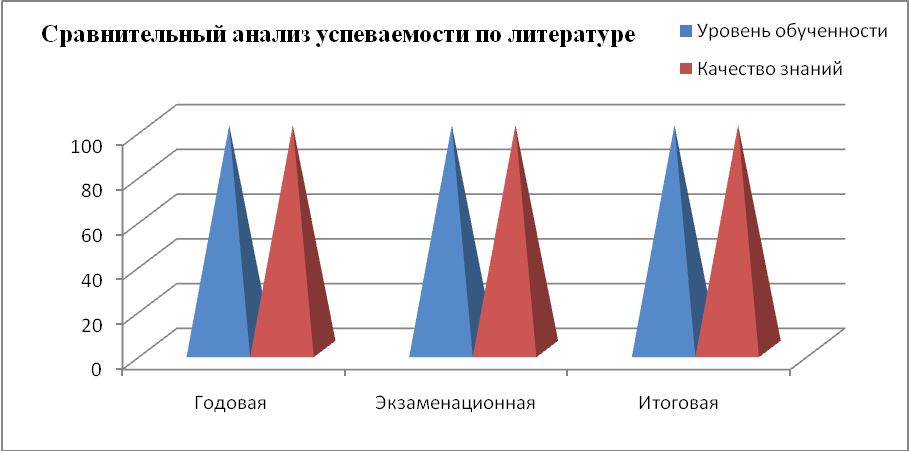 Сравнительный анализ успеваемости по литературе
Уровень обученности
Качество знаний
100
80
60
40
20
0
Годовая
Экзаменационная
Итоговая